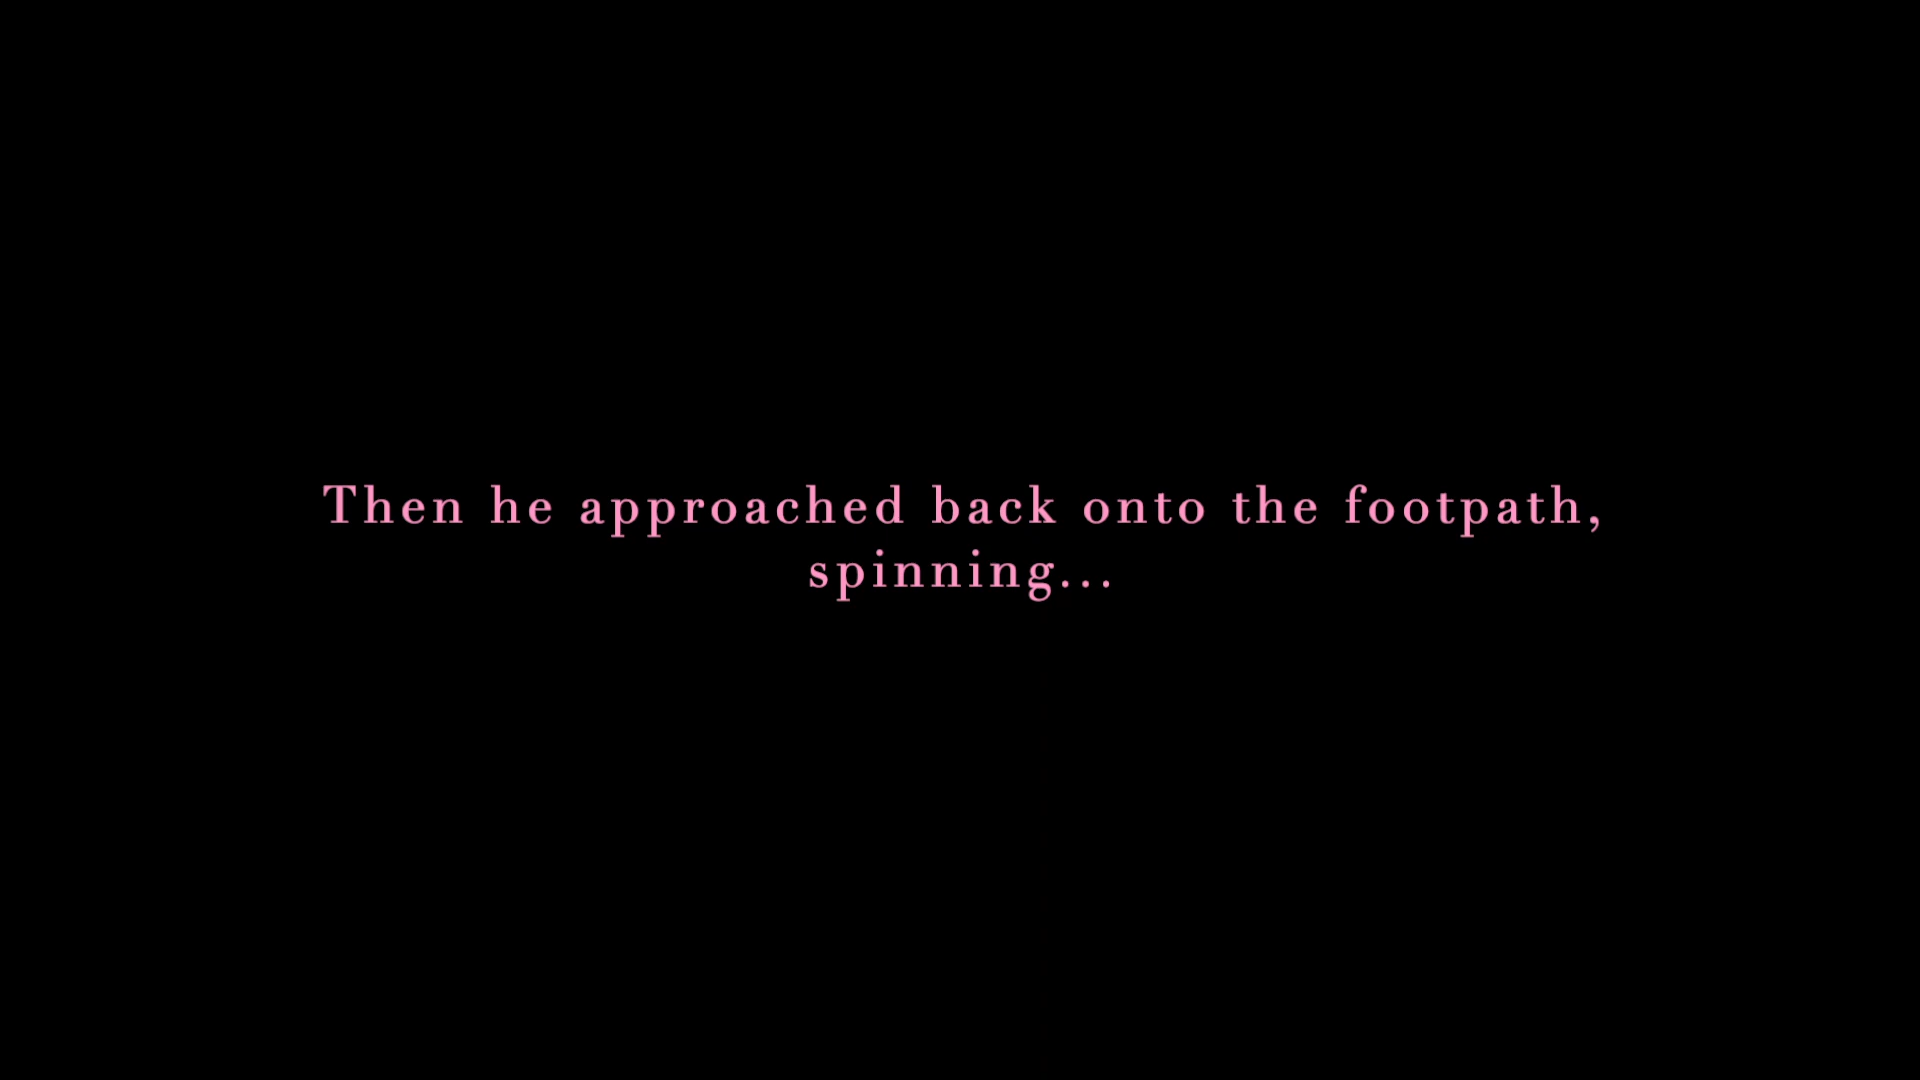 Then he approached back onto the footpath,
spinning...